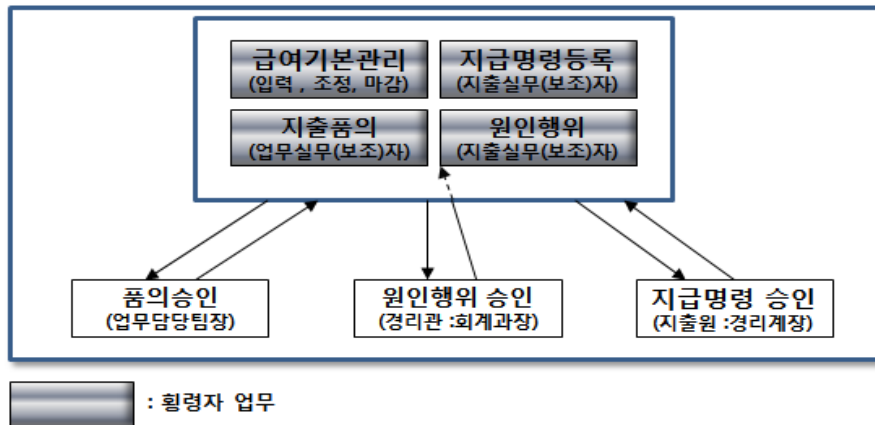 급여기본관리
(입력 , 조정, 마감)
지급명령등록
(지출실무(보조)자)
지출품의
(업무실무(보조)자)
원인행위
(지출실무(보조)자)
품의승인
(업무담당팀장)
원인행위 승인
(경리관 :회계과장)
지급명령 승인
(지출원 :경리계장)
: 횡령자 업무